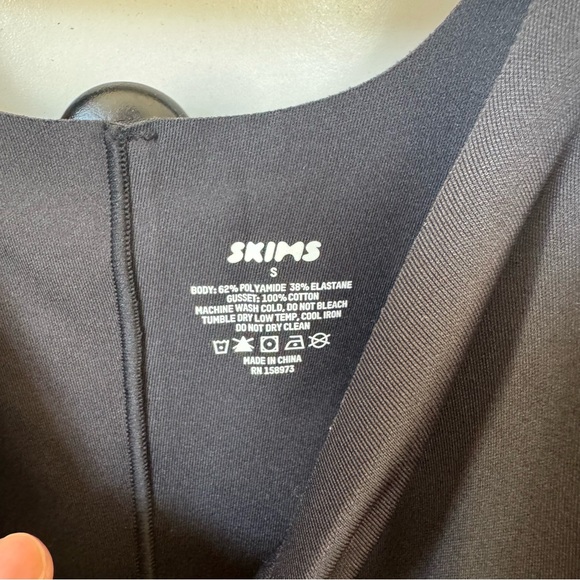 SKIMS
S
BODY: 62% POLYAMIDE 38% ELASTANE
GUSSET: 100% COTTON
MACHINE WASH COLD, DO NOT BLEACH
TUMBLE DRY LOW TEMP, COOL IRON
DO NOT DRY CLEAN
MADE IN CHINA
RN 158973